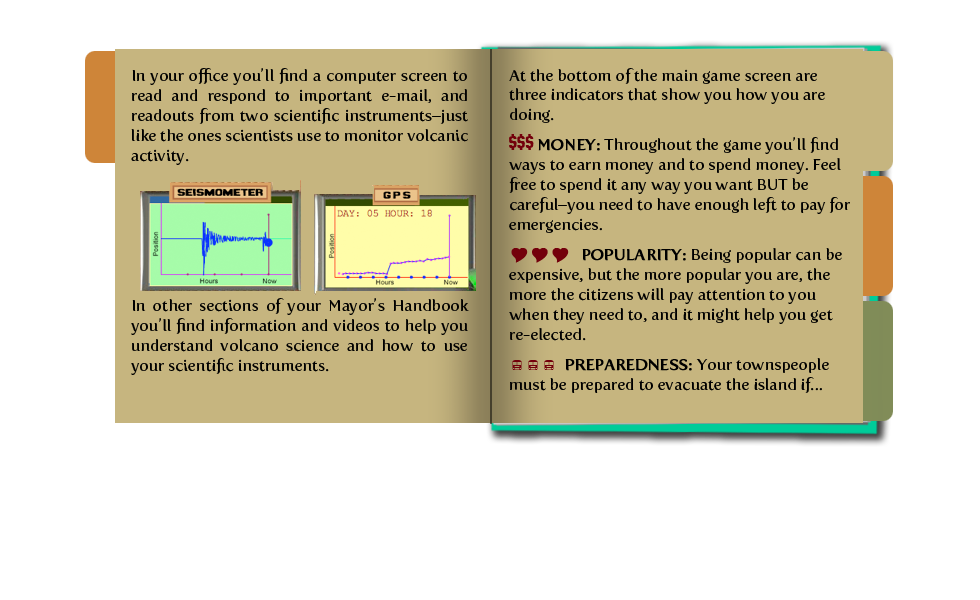 In your office you'll find a computer screen to
read and respond to important e-mail, and
readouts from two scientific instruments–just
like the ones scientists use to monitor volcanic
activity.
SEISMOMETER
Position
Hours
Now
GPS
DAY: 05 HOUR: 18
Position
Hours
Now
In other sections of your Mayor's Handbook
you'll find information and videos to help you
understand volcano science and how to use
your scientific instruments.
At the bottom of the main game screen are
three indicators that show you how you are
doing.
$$$ MONEY: Throughout the game you'll find
ways to earn money and to spend money. Feel
free to spend it any way you want BUT be
careful–you need to have enough left to pay for
emergencies.
POPULARITY: Being popular can be
expensive, but the more popular you are, the
more the citizens will pay attention to you
when they need to, and it might help you get
re-elected.
PREPAREDNESS: Your townspeople
must be prepared to evacuate the island if...